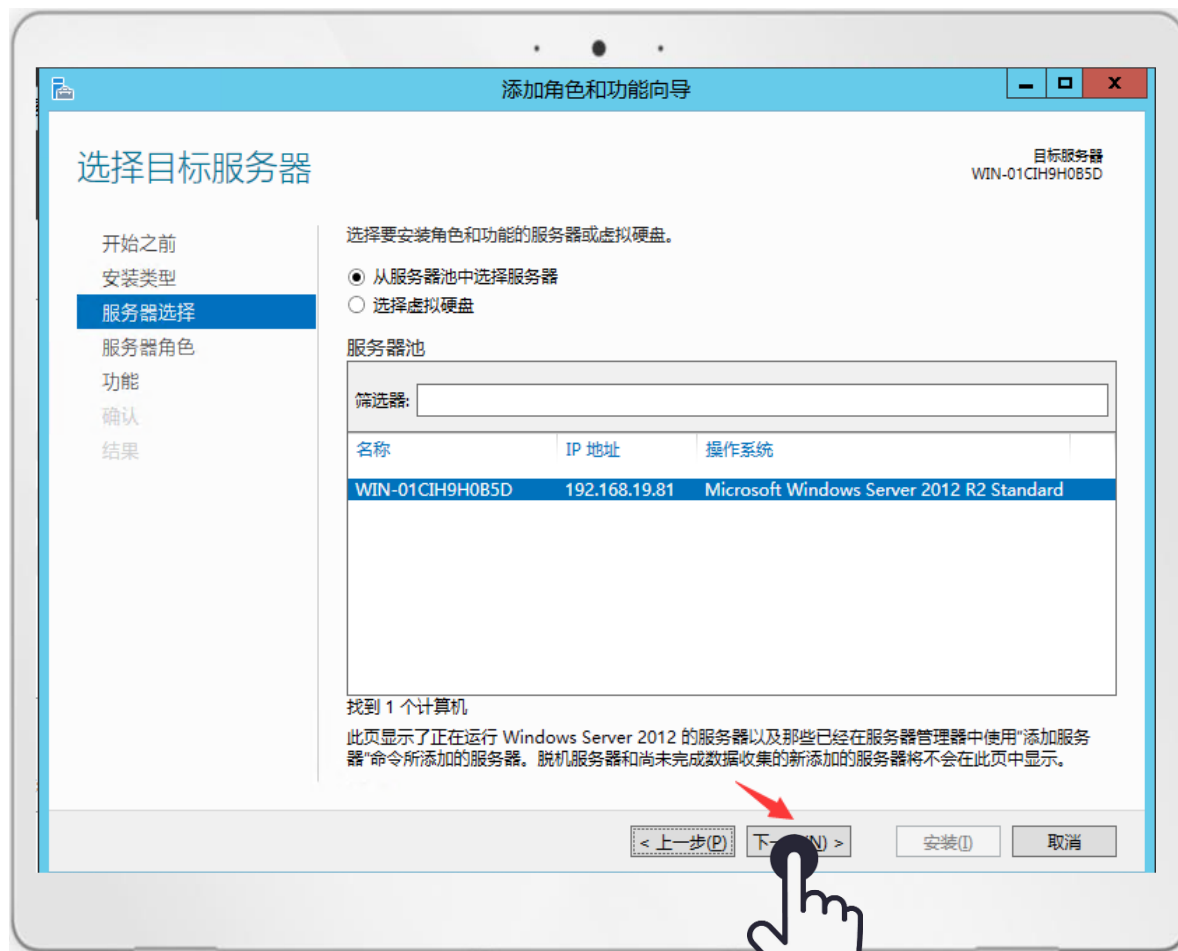 添加角色和功能向导
选择目标服务器
目标服务器
WIN-01CIH9H0B5D
开始之前
安装类型
服务器选择
服务器角色
功能
确认
结果
选择要安装角色和功能的服务器或虚拟硬盘。
从服务器池中选择服务器
选择虚拟硬盘
服务器池
筛选器:
名称 IP 地址 操作系统
WIN-01CIH9H0B5D 192.168.19.81 Microsoft Windows Server 2012 R2 Standard
找到 1 个计算机
此页显示了正在运行 Windows Server 2012 的服务器以及那些已经在服务器管理器中使用"添加服务
器"命令所添加的服务器。脱机服务器和尚未完成数据收集的新添加的服务器将不会在此页中显示。
< 上一步(P) 下一 N) > 安装(I) 取消